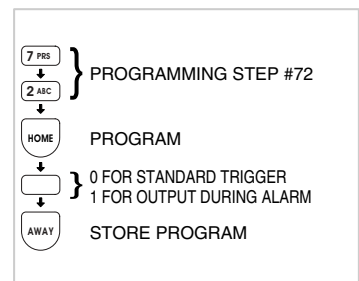 7 PRS
2 ABC
PROGRAMMING STEP #72
HOME
PROGRAM
0 FOR STANDARD TRIGGER
1 FOR OUTPUT DURING ALARM
AWAY
STORE PROGRAM